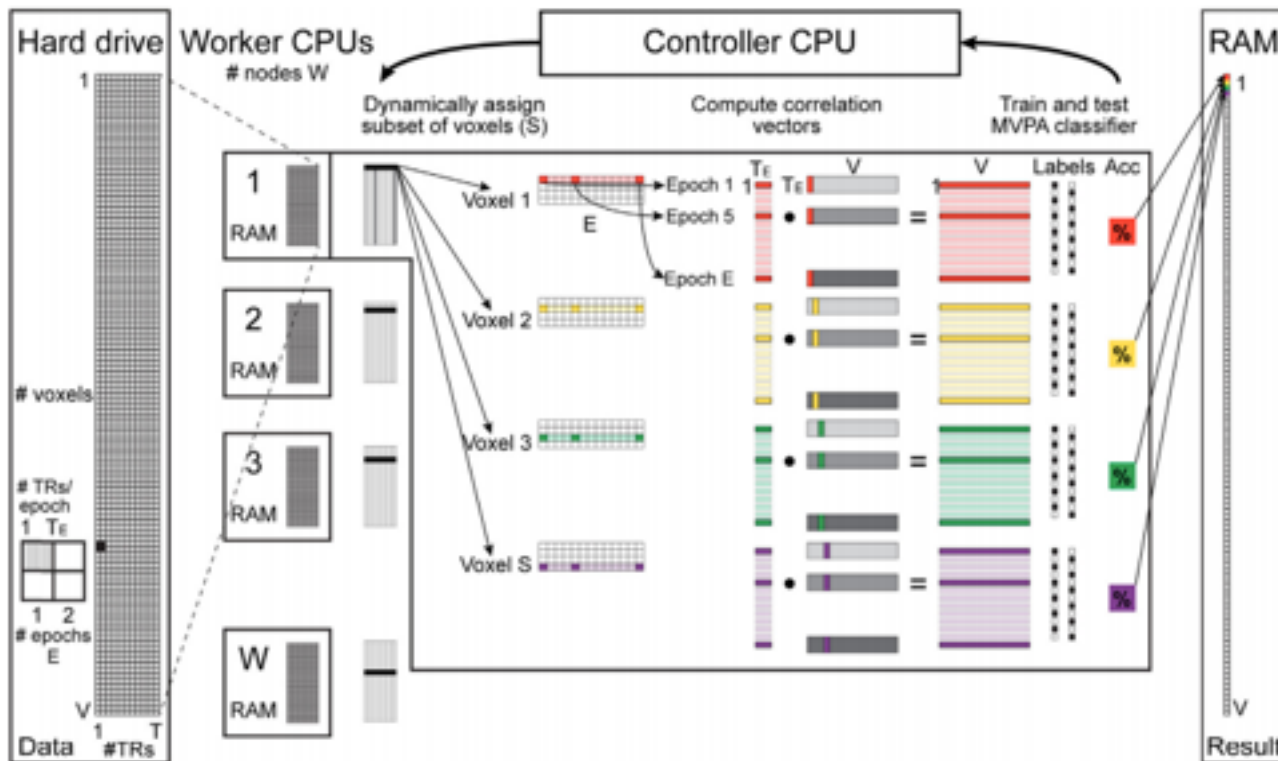 Hard drive
1
# voxels
# TRs/
epoch
1 TE
1 2
# epochs
E
V
1 T
Data #TRs
Worker CPUs
# nodes W
Controller CPU
Dynamically assign
subset of voxels (S)
Compute correlation
vectors
Train and test
MVPA classifier
1
RAM
2
RAM
3
RAM
W
RAM
Voxel 1
E
Voxel 2
Voxel 3
Voxel S
Epoch 1
Epoch 5
Epoch E
TE
1
TE
V
• =
1
V
Labels Acc
%
• =
%
• =
%
• =
%
RAM
1
V
Result